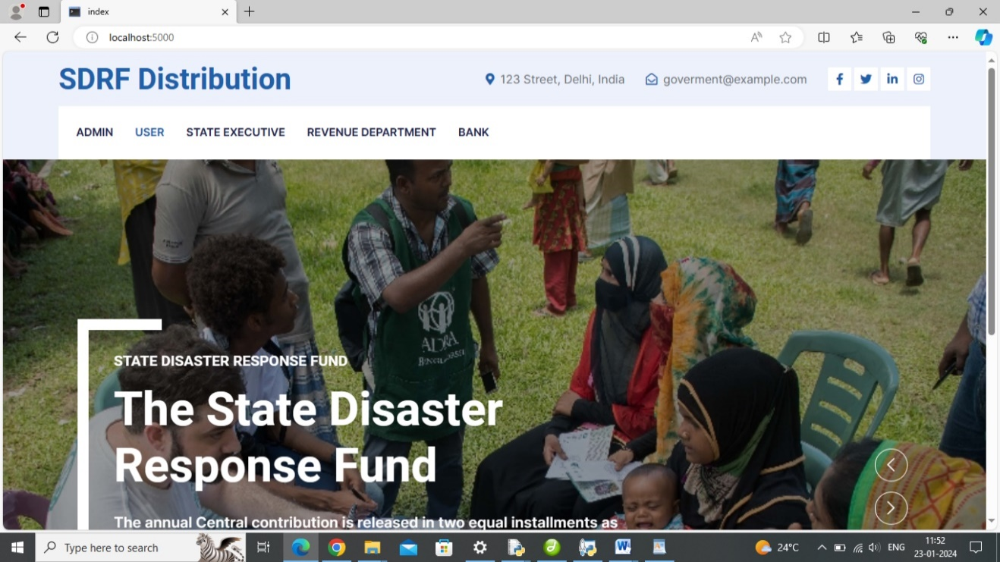 index
localhost:5000
SDRF Distribution
123 Street, Delhi, India
goverment@example.com
ADMIN USER STATE EXECUTIVE REVENUE DEPARTMENT BANK
ADRA
STATE DISASTER RESPONSE FUND
The State Disaster
Response Fund
The annual Central contribution is released in two equal installments as
Type here to search
24°C
ENG
11:52
23-01-2024